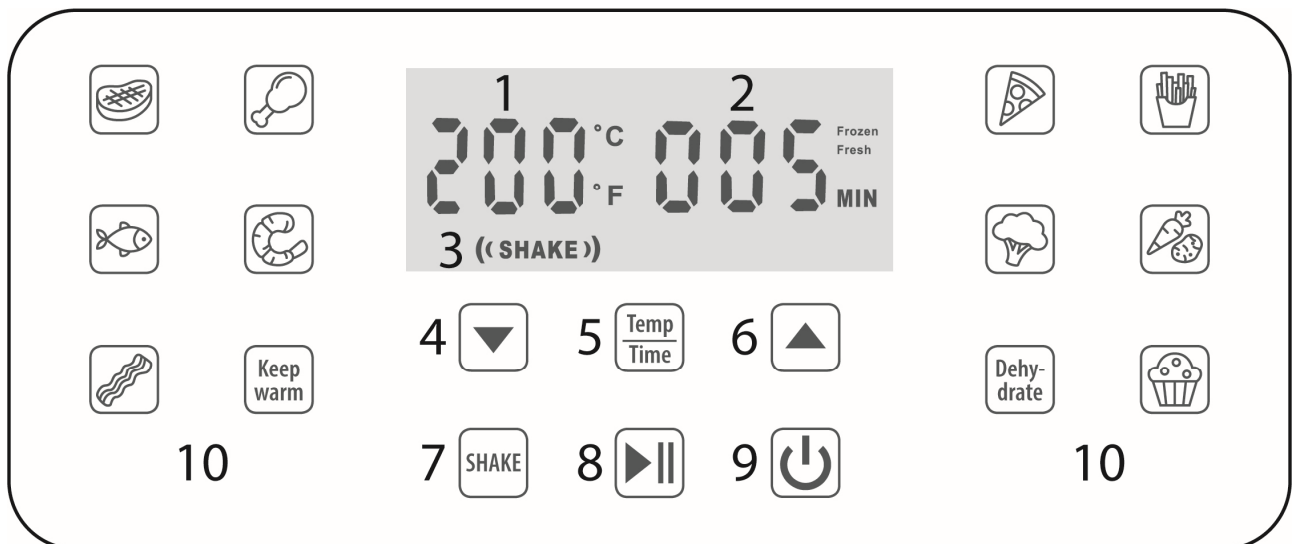 1
2
200 °C
°F
005
Frozen
Fresh
MIN
3 ((SHAKE))
4
5 Temp
Time
6
Keep
warm
Dehy-
drate
10
7 SHAKE
8
9
10